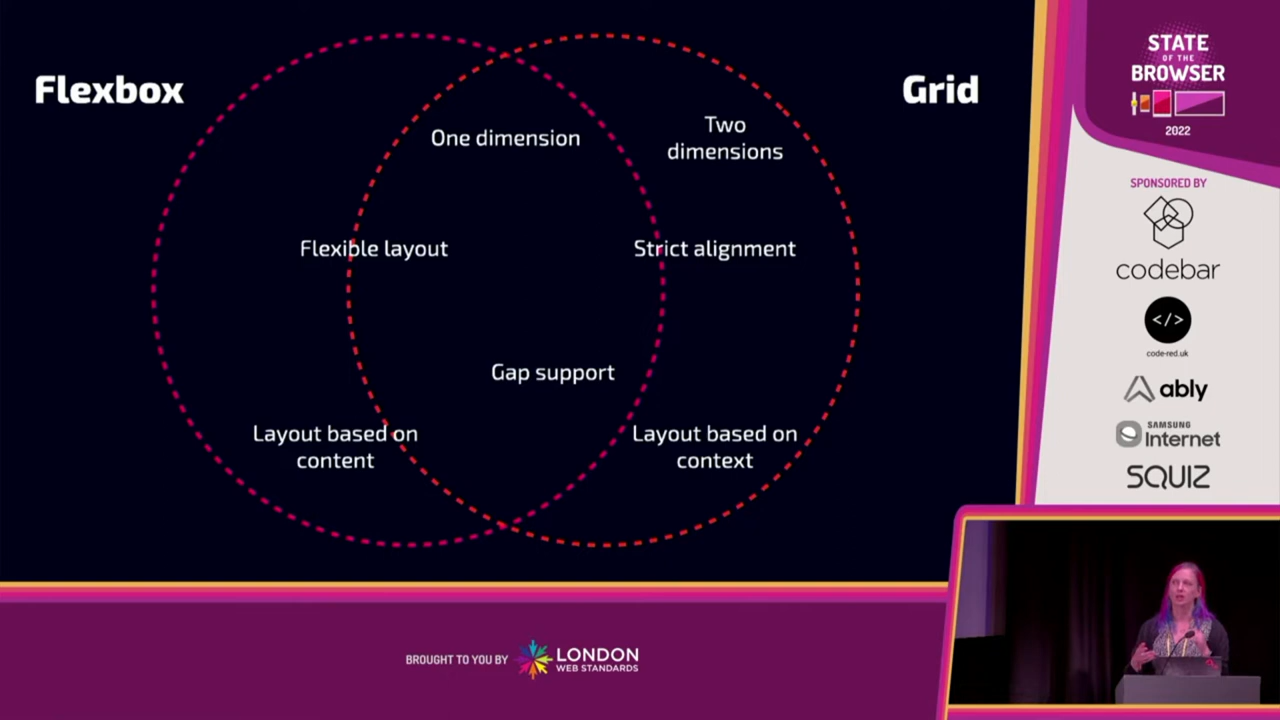 Flexbox
Grid
One dimension
Two
dimensions
Flexible layout
Strict alignment
Gap support
Layout based on
content
Layout based on
context
STATE
OF THE
BROWSER
2022
SPONSORED BY
codebar
</>
code-red.uk
ably
SAMSUNG
Internet
SQUIZ
BROUGHT TO YOU BY
LONDON
WEB STANDARDS